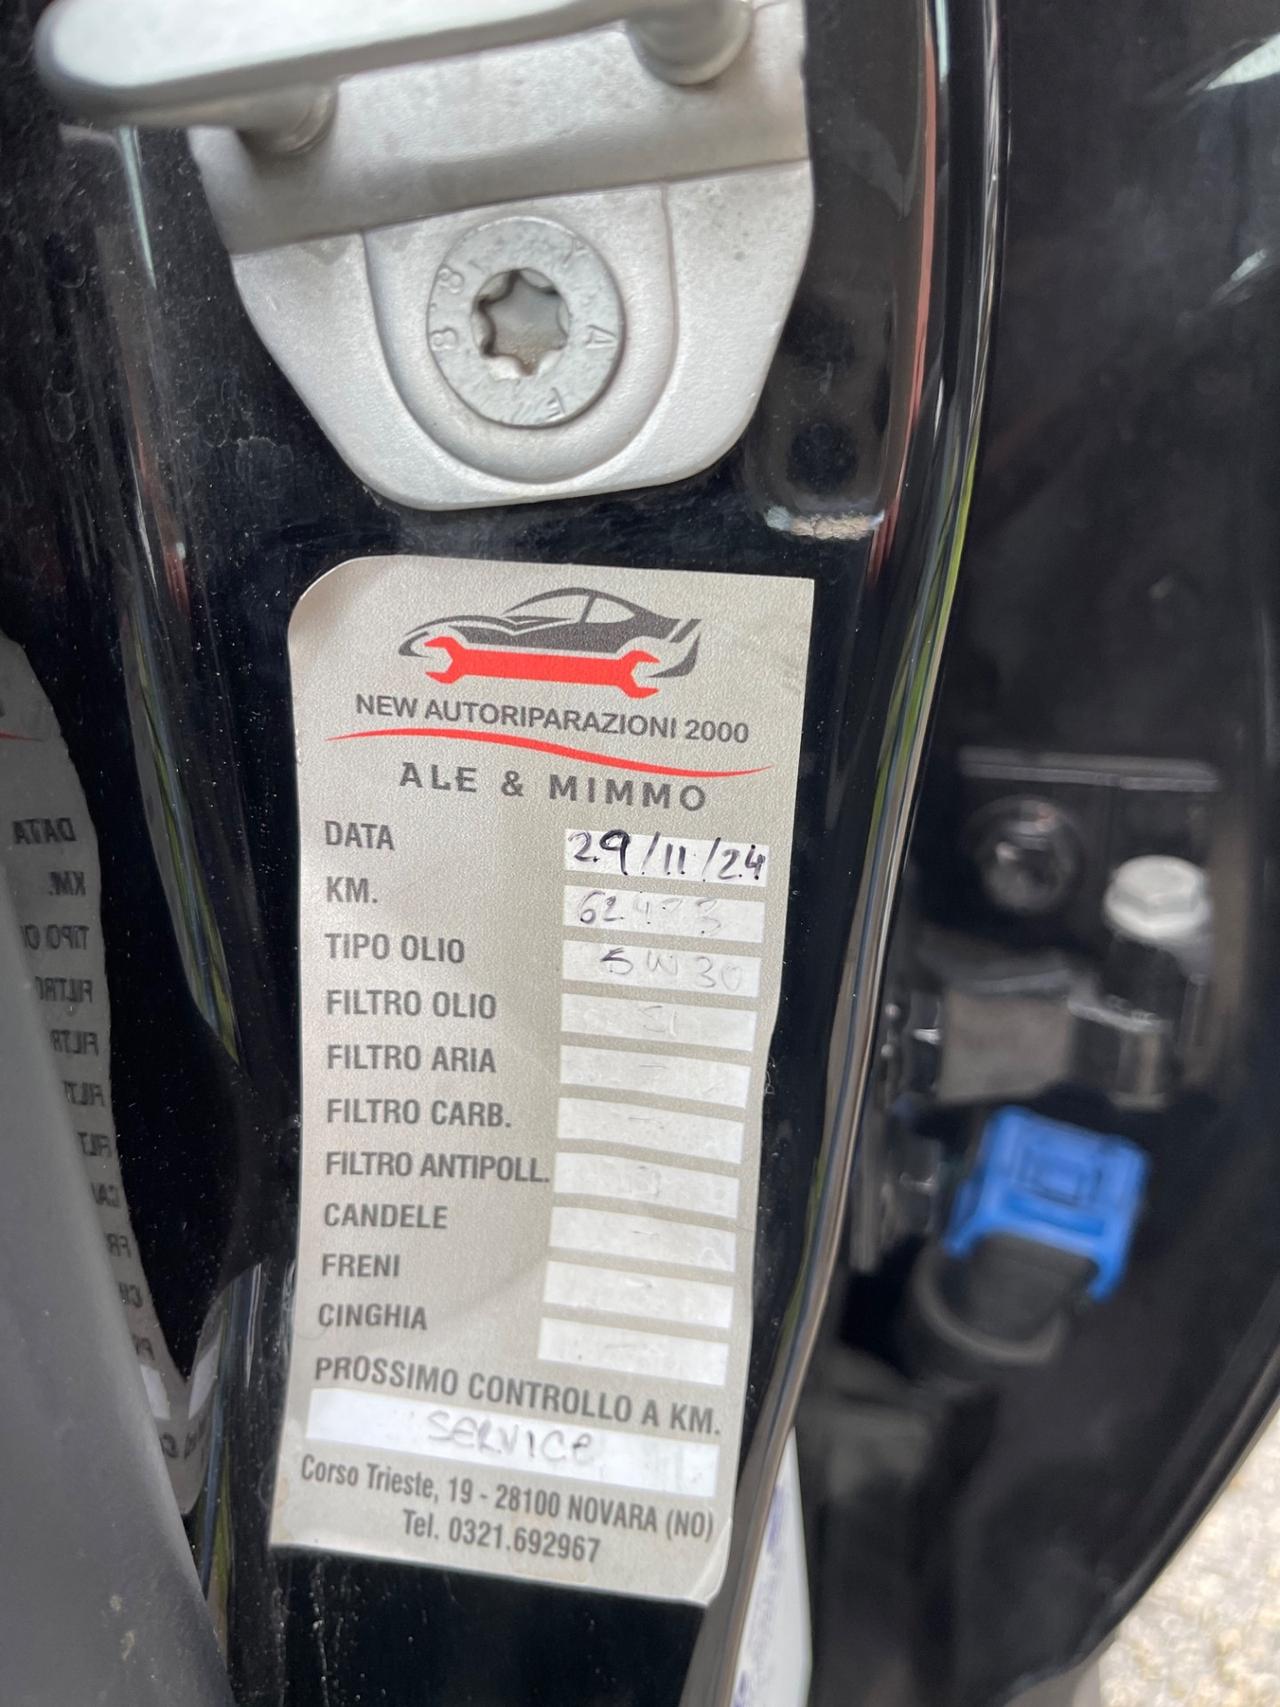 8.8
NEW AUTORIPARAZIONI 2000
ALE & MIMMO
DATA 29/11/24
KM.
TIPO OLIO 5W30
FILTRO OLIO SI
FILTRO ARIA -
FILTRO CARB. -
FILTRO ANTIPOLL.
CANDELE -
FRENI -
CINGHIA -
PROSSIMO CONTROLLO A KM.
SERVICE
Corso Trieste, 19 - 28100 NOVARA (NO)
Tel. 0321.692967